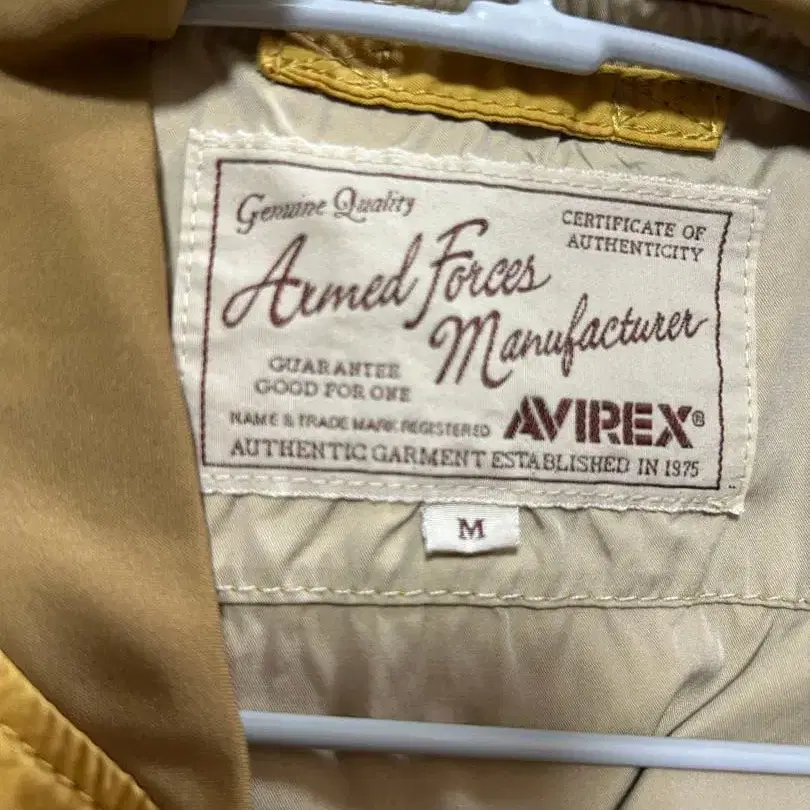 Genuine Quality
CERTIFICATE OF
AUTHENTICITY
Armed Forces
Manufacturer
GUARANTEE
GOOD FOR ONE
NAME & TRADE MARK REGISTERED
AVIREX®
AUTHENTIC GARMENT ESTABLISHED IN 1975
M